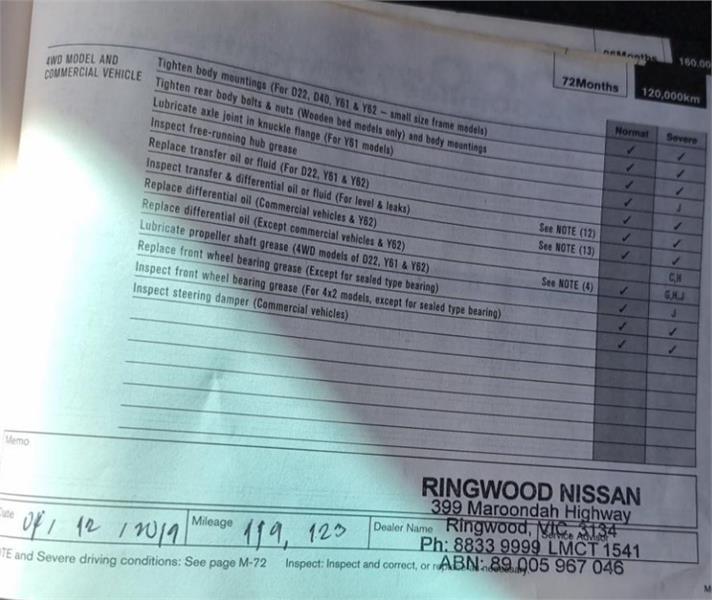 96Months 160,00
72Months
120,000km
4WD MODEL AND
COMMERCIAL VEHICLE
Normal Severe
Tighten body mountings (For D22, D40, Y61 & Y62 – small size frame models) ✓ ✓
Tighten rear body bolts & nuts (Wooden bed models only) and body mountings ✓ ✓
Lubricate axle joint in knuckle flange (For Y61 models) ✓ ✓
Inspect free-running hub grease ✓ J
Replace transfer oil or fluid (For D22, Y61 & Y62) ✓ ✓
Inspect transfer & differential oil or fluid (For level & leaks) ✓ ✓
Replace differential oil (Commercial vehicles & Y62) See NOTE (12) ✓ ✓
Replace differential oil (Except commercial vehicles & Y62) See NOTE (13) C,H
Lubricate propeller shaft grease (4WD models of D22, Y61 & Y62) ✓ G,H,J
Replace front wheel bearing grease (Except for sealed type bearing) See NOTE (4) ✓ J
Inspect front wheel bearing grease (For 4x2 models, except for sealed type bearing) ✓ ✓
Inspect steering damper (Commercial vehicles) ✓ ✓
Memo
RINGWOOD NISSAN
399 Maroondah Highway
Ringwood, VIC, 3134
Service Advisor
Ph: 8833 9999 LMCT 1541
ABN: 89 005 967 046
Date 04 / 12 / 2019 Mileage 119, 123 Dealer Name
NOTE and Severe driving conditions: See page M-72 Inspect: Inspect and correct, or replace as necessary.
M